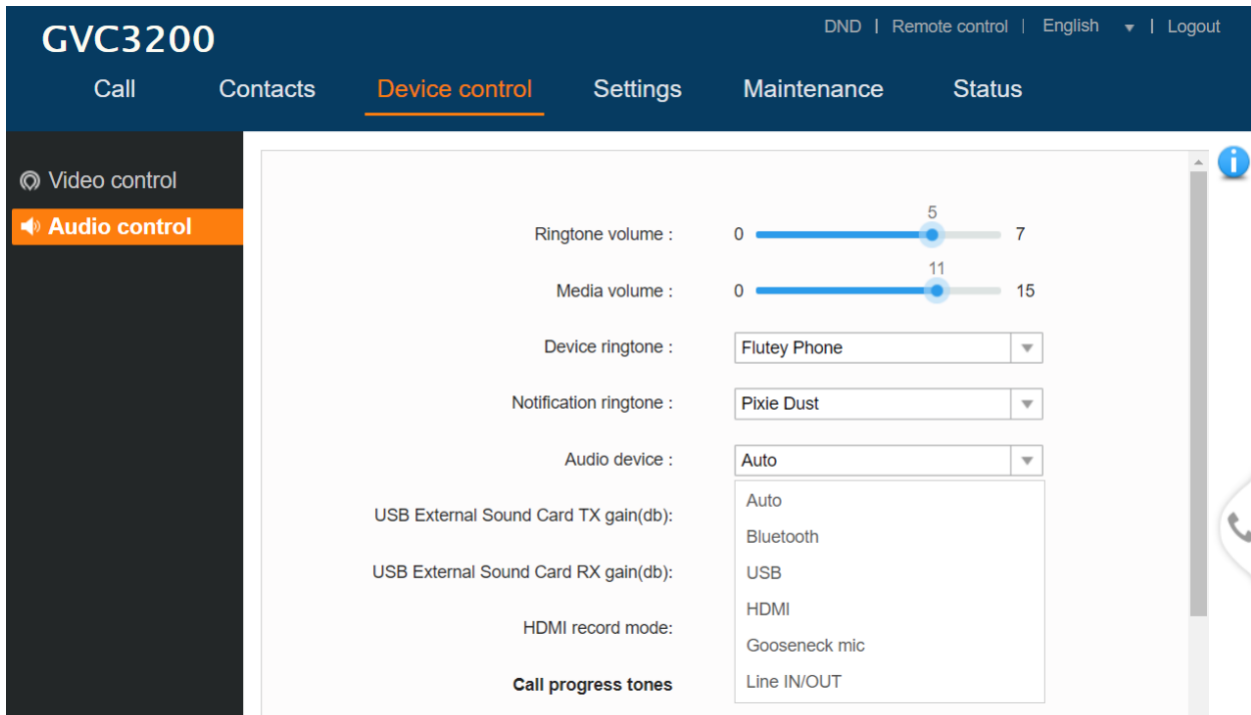 GVC3200
DND | Remote control | English | Logout
Call Contacts Device control Settings Maintenance Status
Video control
Audio control
5
Ringtone volume : 0 7
11
Media volume : 0 15
Device ringtone : Flutey Phone
Notification ringtone : Pixie Dust
Audio device : Auto
Auto
USB External Sound Card TX gain(db):
Bluetooth
USB External Sound Card RX gain(db): USB
HDMI
HDMI record mode:
Gooseneck mic
Call progress tones Line IN/OUT